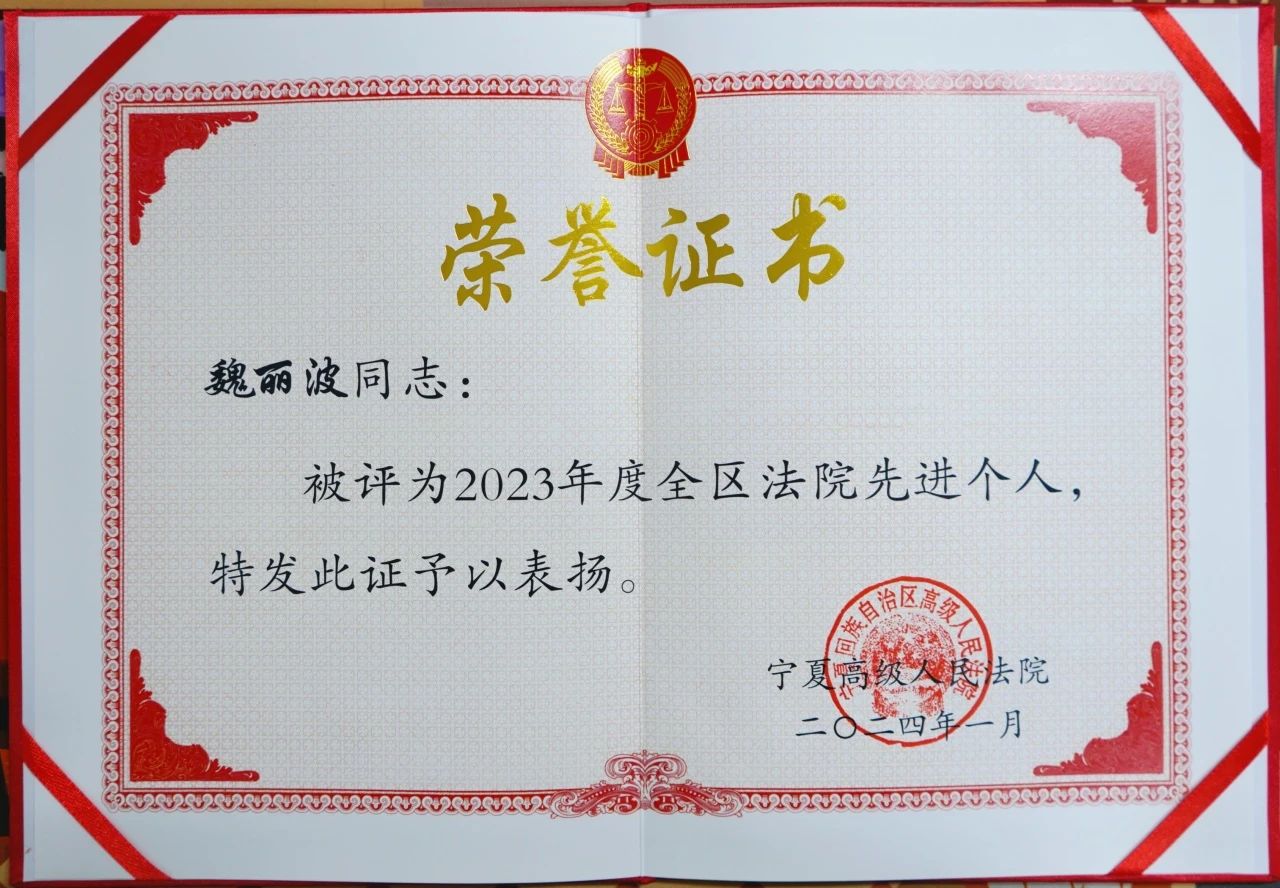 荣誉证书
魏丽波同志：
被评为2023年度全区法院先进个人，
特发此证予以表扬。
宁夏回族自治区高级人民法院
宁夏高级人民法院
二〇二四年一月